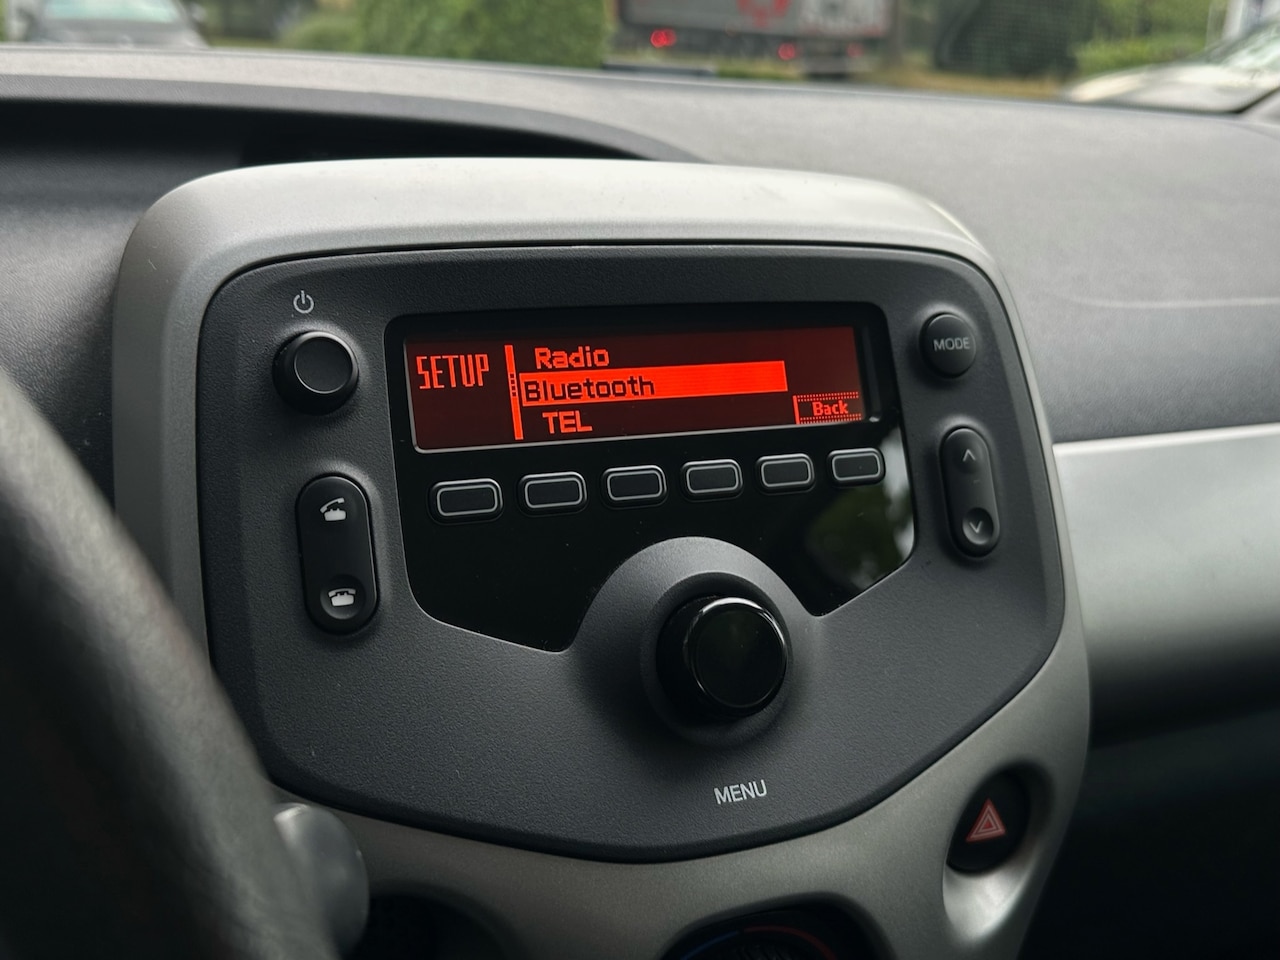 SETUP
Radio
Bluetooth
TEL
Back
MODE
MENU